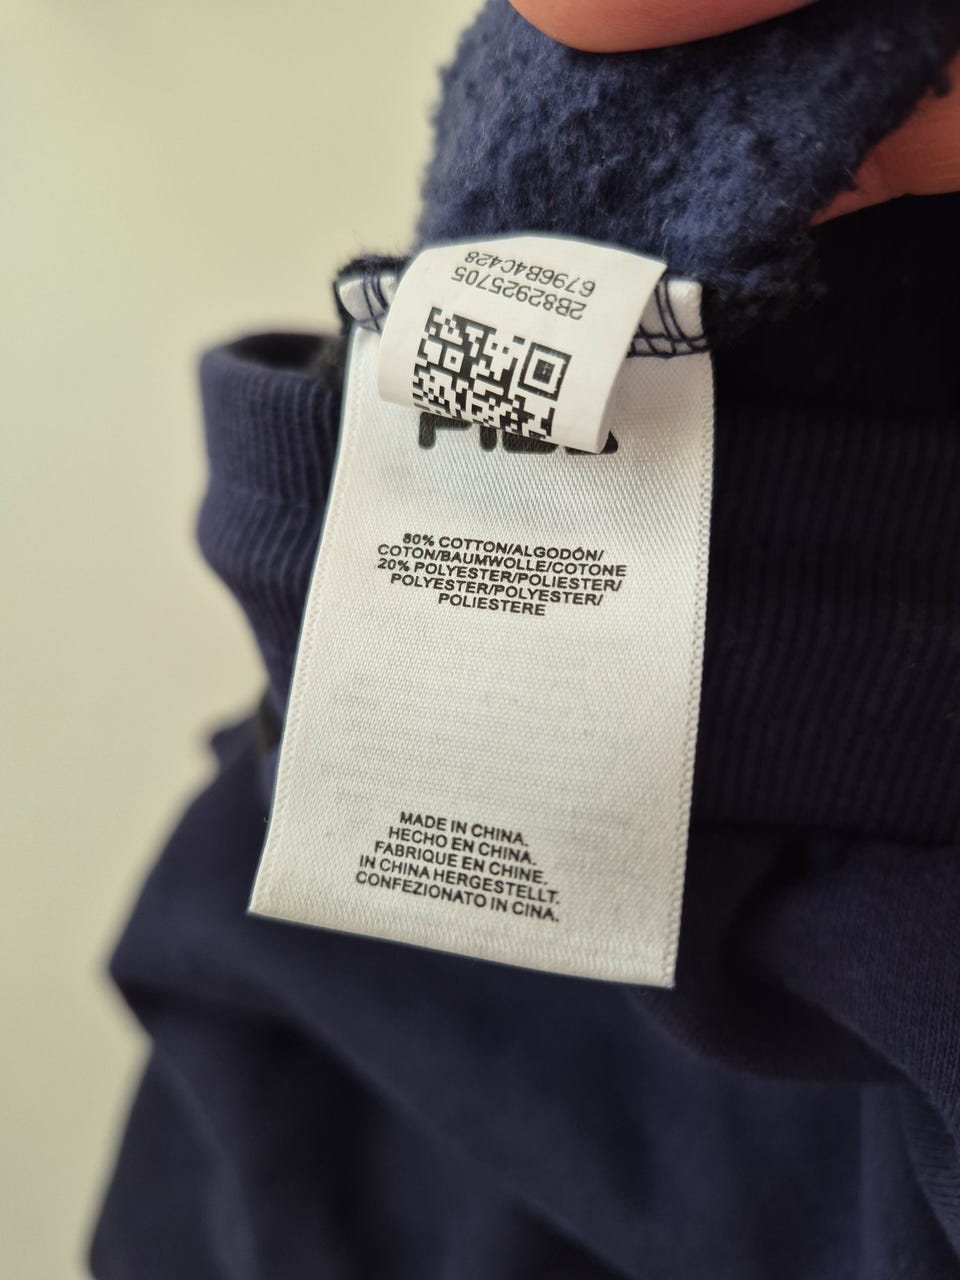 6796B4C428
2B82925705
80% COTTON/ALGODÓN/
COTON/BAUMWOLLE/COTONE
20% POLYESTER/POLIESTER/
POLYESTER/POLYESTER/
POLIESTERE
MADE IN CHINA.
HECHO EN CHINA.
FABRIQUE EN CHINE.
IN CHINA HERGESTELLT.
CONFEZIONATO IN CINA.